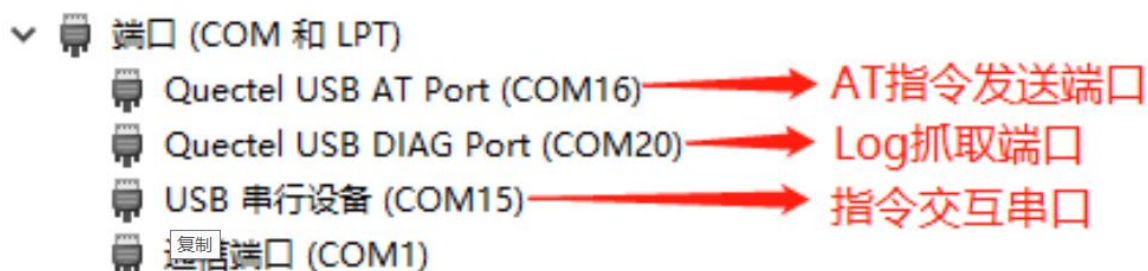 端口 (COM 和 LPT)
Quectel USB AT Port (COM16) AT指令发送端口
Quectel USB DIAG Port (COM20) Log抓取端口
USB 串行设备 (COM15) 指令交互串口
复制
通信端口 (COM1)